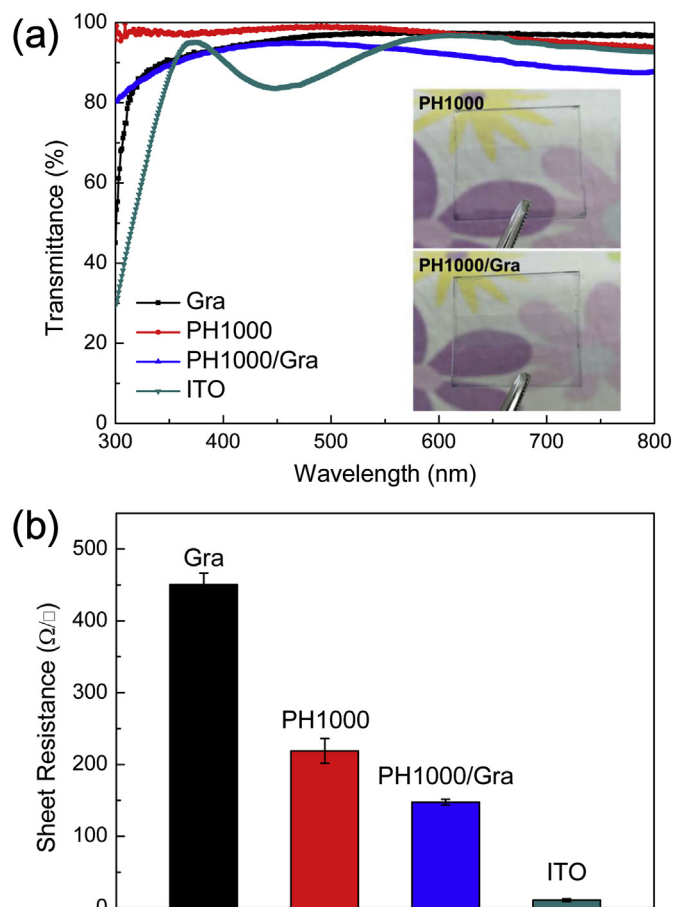 (a)
100
80
60
40
20
0
Transmittance (%)
Gra
PH1000
PH1000/Gra
ITO
PH1000
PH1000/Gra
300
400
500
600
700
800
Wavelength (nm)
(b)
500
400
300
200
100
0
Sheet Resistance (Ω/□)
Gra
PH1000
PH1000/Gra
ITO